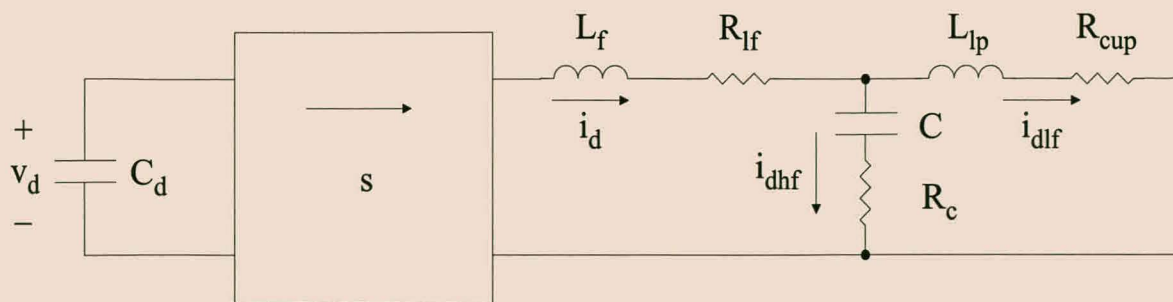 L_f R_lf L_lp R_cup
+ v_d −
C_d
s
i_d
i_dhf
C
R_c
i_dlf